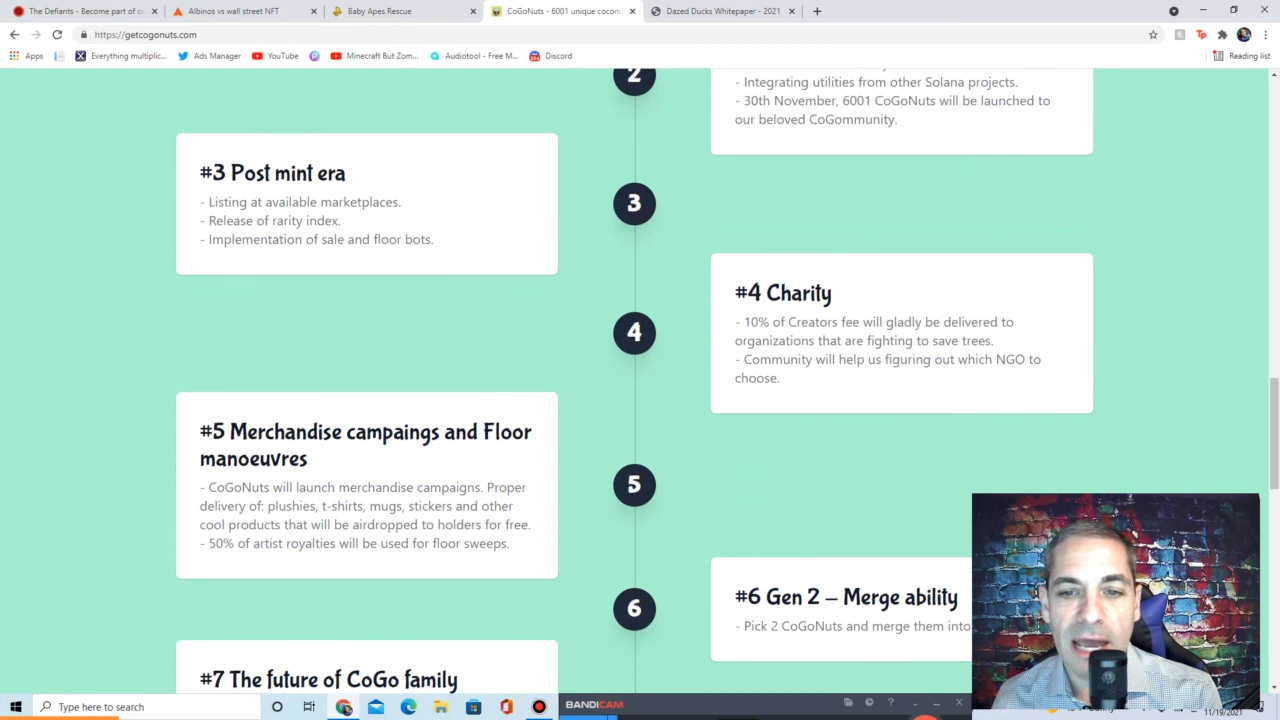 The Defiants - Become part of ou
Albinos vs wall street NFT
Baby Apes Rescue
CoGoNuts - 6001 unique coconu
Dazed Ducks Whitepaper - 2021
https://getcogonuts.com
Apps
Everything multiplic...
Ads Manager
YouTube
Minecraft But Zom...
Audiotool - Free M...
Discord
Reading list
2
- Integrating utilities from other Solana projects.
- 30th November, 6001 CoGoNuts will be launched to
our beloved CoGommunity.
#3 Post mint era
- Listing at available marketplaces.
- Release of rarity index.
- Implementation of sale and floor bots.
3
#4 Charity
- 10% of Creators fee will gladly be delivered to
organizations that are fighting to save trees.
- Community will help us figuring out which NGO to
choose.
4
#5 Merchandise campaings and Floor
manoeuvres
- CoGoNuts will launch merchandise campaigns. Proper
delivery of: plushies, t-shirts, mugs, stickers and other
cool products that will be airdropped to holders for free.
- 50% of artist royalties will be used for floor sweeps.
5
#6 Gen 2 – Merge ability
- Pick 2 CoGoNuts and merge them into
6
#7 The future of CoGo family
Type here to search
BANDICAM
11/19/2021